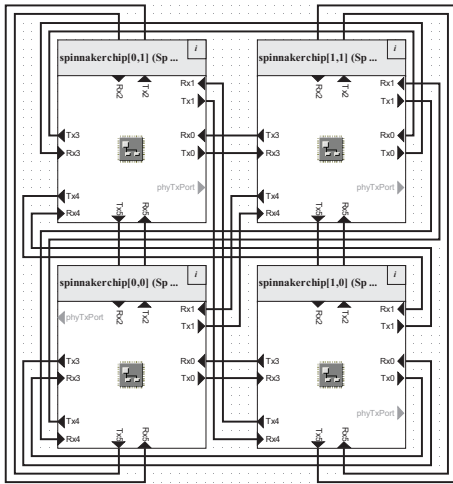 spinnakerchip[0,1] (Sp ...
i
Rx2
Tx2
Rx1
Tx1
Tx3
Rx3
Rx0
Tx0
Tx4
Rx4
phyTxPort
Tx5
Rx5
spinnakerchip[1,1] (Sp ...
i
Rx2
Tx2
Rx1
Tx1
Tx3
Rx3
Rx0
Tx0
Tx4
Rx4
phyTxPort
Tx5
Rx5
spinnakerchip[0,0] (Sp ...
i
Rx2
Tx2
phyTxPort
Rx1
Tx1
Tx3
Rx3
Rx0
Tx0
Tx4
Rx4
Tx5
Rx5
spinnakerchip[1,0] (Sp ...
i
Rx2
Tx2
Rx1
Tx1
Tx3
Rx3
Rx0
Tx0
phyTxPort
Tx4
Rx4
Tx5
Rx5